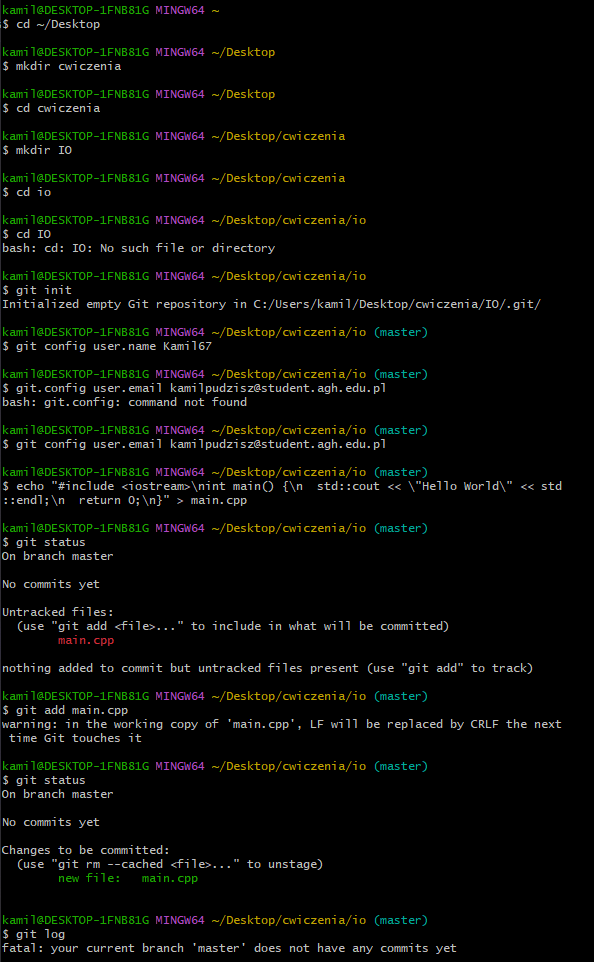 kamil@DESKTOP-1FNB81G MINGW64 ~
$ cd ~/Desktop
kamil@DESKTOP-1FNB81G MINGW64 ~/Desktop
$ mkdir cwiczenia
kamil@DESKTOP-1FNB81G MINGW64 ~/Desktop
$ cd cwiczenia
kamil@DESKTOP-1FNB81G MINGW64 ~/Desktop/cwiczenia
$ mkdir IO
kamil@DESKTOP-1FNB81G MINGW64 ~/Desktop/cwiczenia
$ cd io
kamil@DESKTOP-1FNB81G MINGW64 ~/Desktop/cwiczenia/io
$ cd IO
bash: cd: IO: No such file or directory
kamil@DESKTOP-1FNB81G MINGW64 ~/Desktop/cwiczenia/io
$ git init
Initialized empty Git repository in C:/Users/kamil/Desktop/cwiczenia/IO/.git/
kamil@DESKTOP-1FNB81G MINGW64 ~/Desktop/cwiczenia/io (master)
$ git config user.name Kamil67
kamil@DESKTOP-1FNB81G MINGW64 ~/Desktop/cwiczenia/io (master)
$ git.config user.email kamilpudzisz@student.agh.edu.pl
bash: git.config: command not found
kamil@DESKTOP-1FNB81G MINGW64 ~/Desktop/cwiczenia/io (master)
$ git config user.email kamilpudzisz@student.agh.edu.pl
kamil@DESKTOP-1FNB81G MINGW64 ~/Desktop/cwiczenia/io (master)
$ echo "#include <iostream>\nint main() {\n  std::cout << \"Hello World\" << std
::endl;\n  return 0;\n}" > main.cpp
kamil@DESKTOP-1FNB81G MINGW64 ~/Desktop/cwiczenia/io (master)
$ git status
On branch master
No commits yet
Untracked files:
  (use "git add <file>..." to include in what will be committed)
        main.cpp
nothing added to commit but untracked files present (use "git add" to track)
kamil@DESKTOP-1FNB81G MINGW64 ~/Desktop/cwiczenia/io (master)
$ git add main.cpp
warning: in the working copy of 'main.cpp', LF will be replaced by CRLF the next
 time Git touches it
kamil@DESKTOP-1FNB81G MINGW64 ~/Desktop/cwiczenia/io (master)
$ git status
On branch master
No commits yet
Changes to be committed:
  (use "git rm --cached <file>..." to unstage)
        new file:   main.cpp
kamil@DESKTOP-1FNB81G MINGW64 ~/Desktop/cwiczenia/io (master)
$ git log
fatal: your current branch 'master' does not have any commits yet